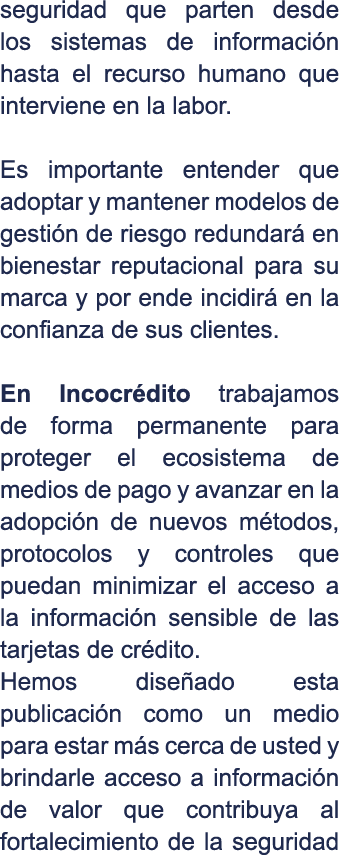 seguridad que parten desde
los sistemas de información
hasta el recurso humano que
interviene en la labor.

Es importante entender que
adoptar y mantener modelos de
gestión de riesgo redundará en
bienestar reputacional para su
marca y por ende incidirá en la
confianza de sus clientes.

En Incocrédito trabajamos
de forma permanente para
proteger el ecosistema de
medios de pago y avanzar en la
adopción de nuevos métodos,
protocolos y controles que
puedan minimizar el acceso a
la información sensible de las
tarjetas de crédito.
Hemos diseñado esta
publicación como un medio
para estar más cerca de usted y
brindarle acceso a información
de valor que contribuya al
fortalecimiento de la seguridad